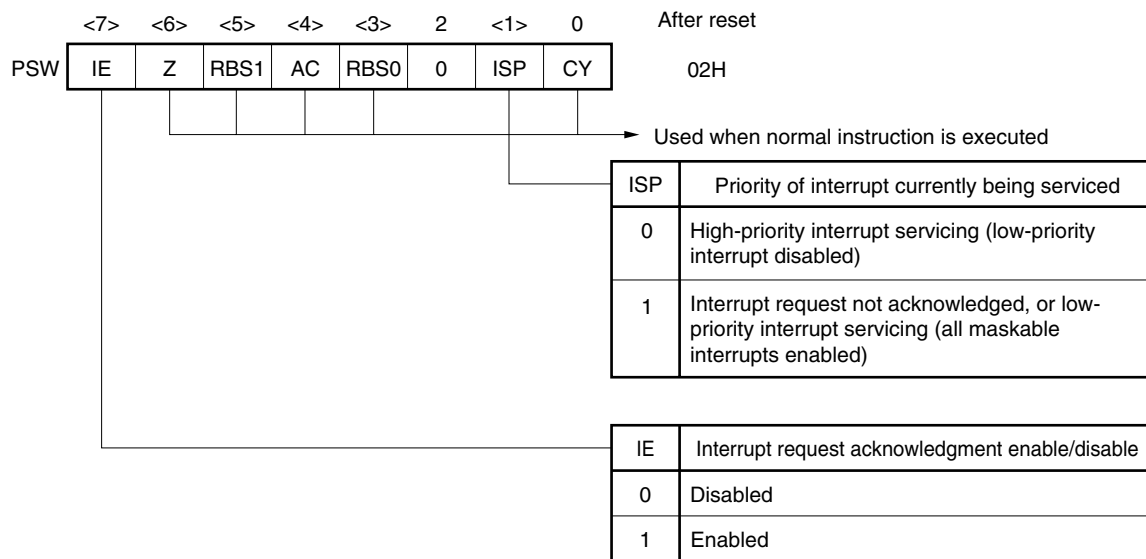 <7> <6> <5> <4> <3> 2 <1> 0 After reset
PSW IE Z RBS1 AC RBS0 0 ISP CY 02H
Used when normal instruction is executed
ISP Priority of interrupt currently being serviced
0 High-priority interrupt servicing (low-priority
interrupt disabled)
1 Interrupt request not acknowledged, or low-
priority interrupt servicing (all maskable
interrupts enabled)
IE Interrupt request acknowledgment enable/disable
0 Disabled
1 Enabled